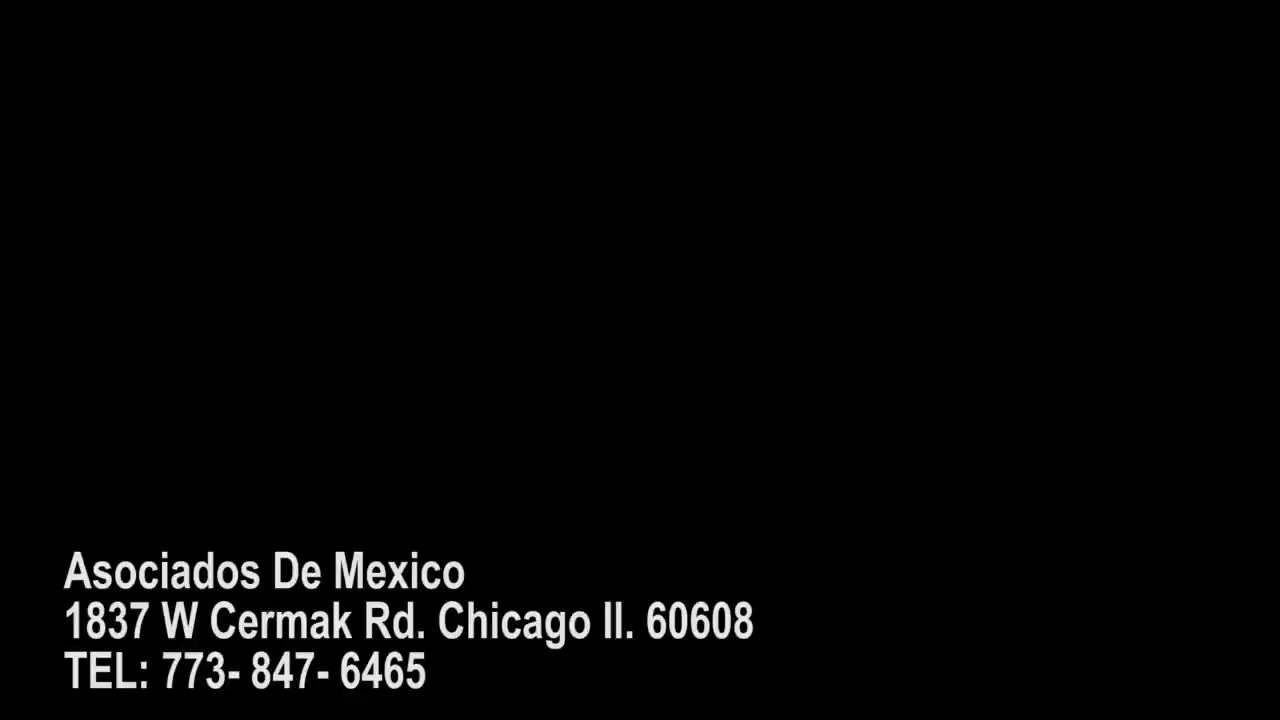 Asociados De Mexico
1837 W Cermak Rd. Chicago Il. 60608
TEL: 773- 847- 6465